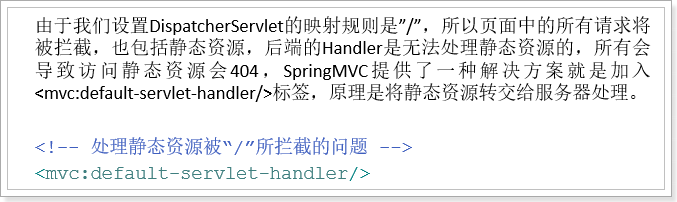 由于我们设置DispatcherServlet的映射规则是”/”，所以页面中的所有请求将
被拦截，也包括静态资源，后端的Handler是无法处理静态资源的，所有会
导致访问静态资源会404，SpringMVC提供了一种解决方案就是加入
<mvc:default-servlet-handler/>标签，原理是将静态资源转交给服务器处理。
<!-- 处理静态资源被“/”所拦截的问题 -->
<mvc:default-servlet-handler/>